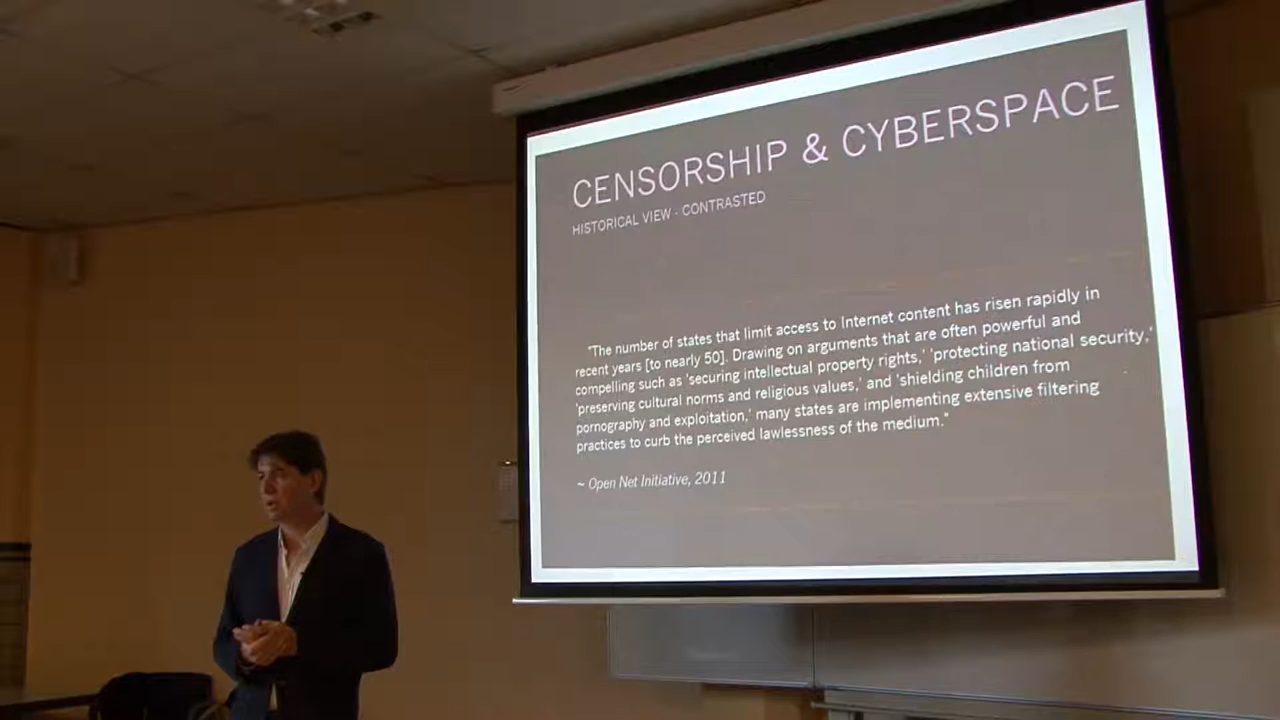 CENSORSHIP & CYBERSPACE
HISTORICAL VIEW - CONTRASTED
"The number of states that limit access to Internet content has risen rapidly in
recent years [to nearly 50]. Drawing on arguments that are often powerful and
compelling such as 'securing intellectual property rights,' 'protecting national security,'
'preserving cultural norms and religious values,' and 'shielding children from
pornography and exploitation,' many states are implementing extensive filtering
practices to curb the perceived lawlessness of the medium."
~ Open Net Initiative, 2011